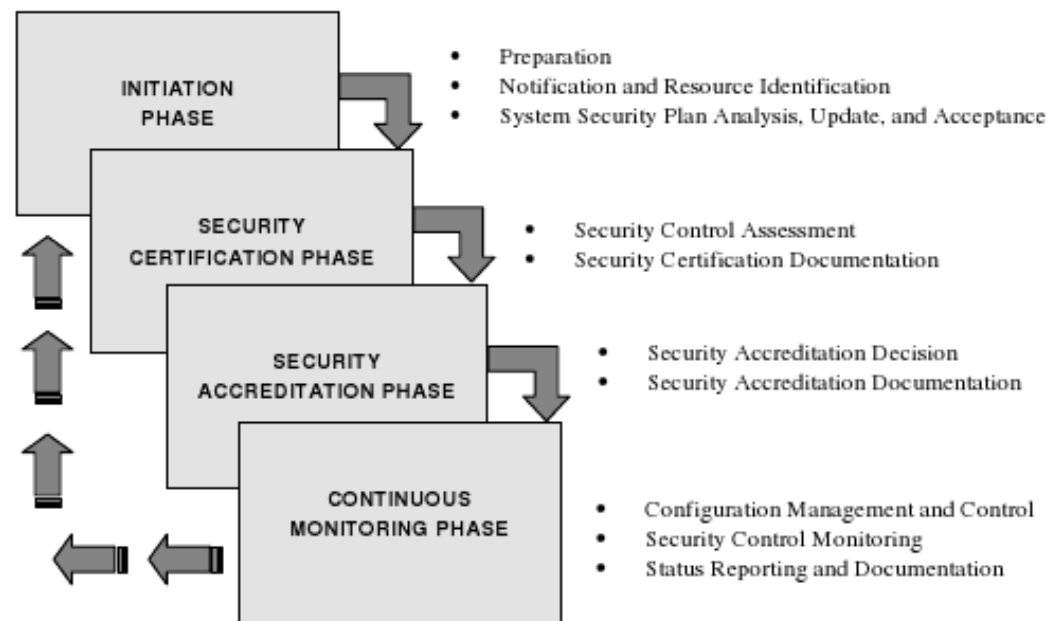 INITIATION
PHASE
• Preparation
• Notification and Resource Identification
• System Security Plan Analysis, Update, and Acceptance
SECURITY
CERTIFICATION PHASE
• Security Control Assessment
• Security Certification Documentation
SECURITY
ACCREDITATION PHASE
• Security Accreditation Decision
• Security Accreditation Documentation
CONTINUOUS
MONITORING PHASE
• Configuration Management and Control
• Security Control Monitoring
• Status Reporting and Documentation